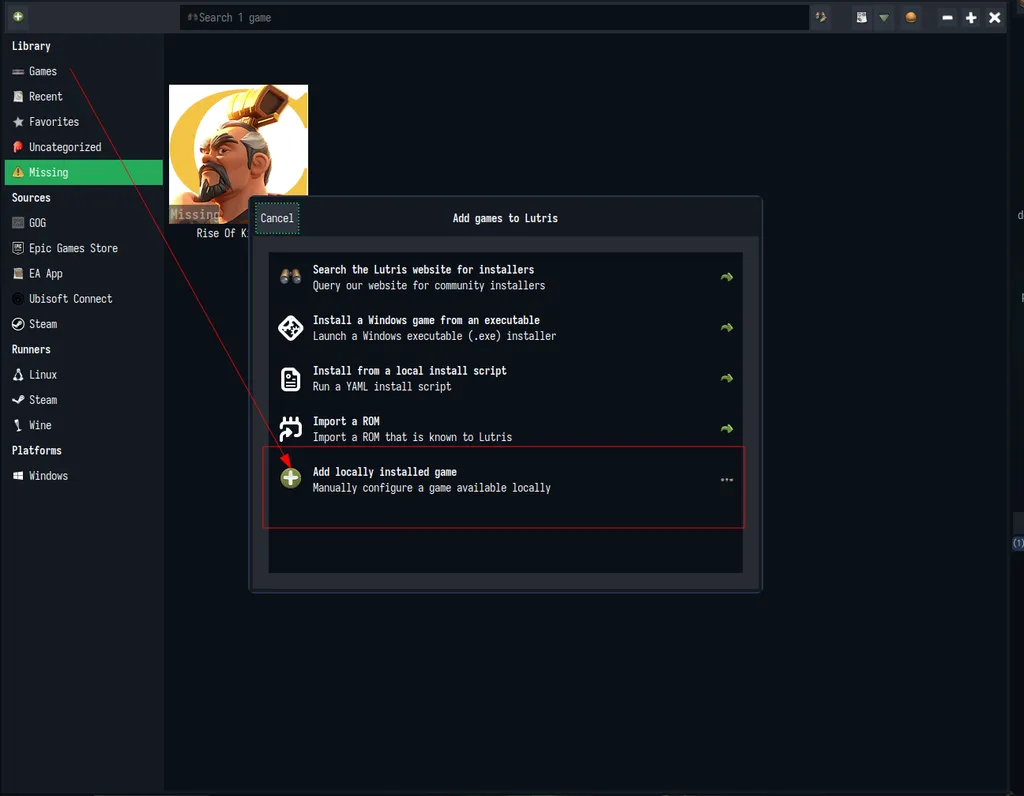 Search 1 game
Library
Games
Recent
Favorites
Uncategorized
Missing
Sources
GOG
Epic Games Store
EA App
Ubisoft Connect
Steam
Runners
Linux
Steam
Wine
Platforms
Windows
Missing
Rise Of K
Cancel
Add games to Lutris
Search the Lutris website for installers
Query our website for community installers
Install a Windows game from an executable
Launch a Windows executable (.exe) installer
Install from a local install script
Run a YAML install script
Import a ROM
Import a ROM that is known to Lutris
Add locally installed game
Manually configure a game available locally
(1)